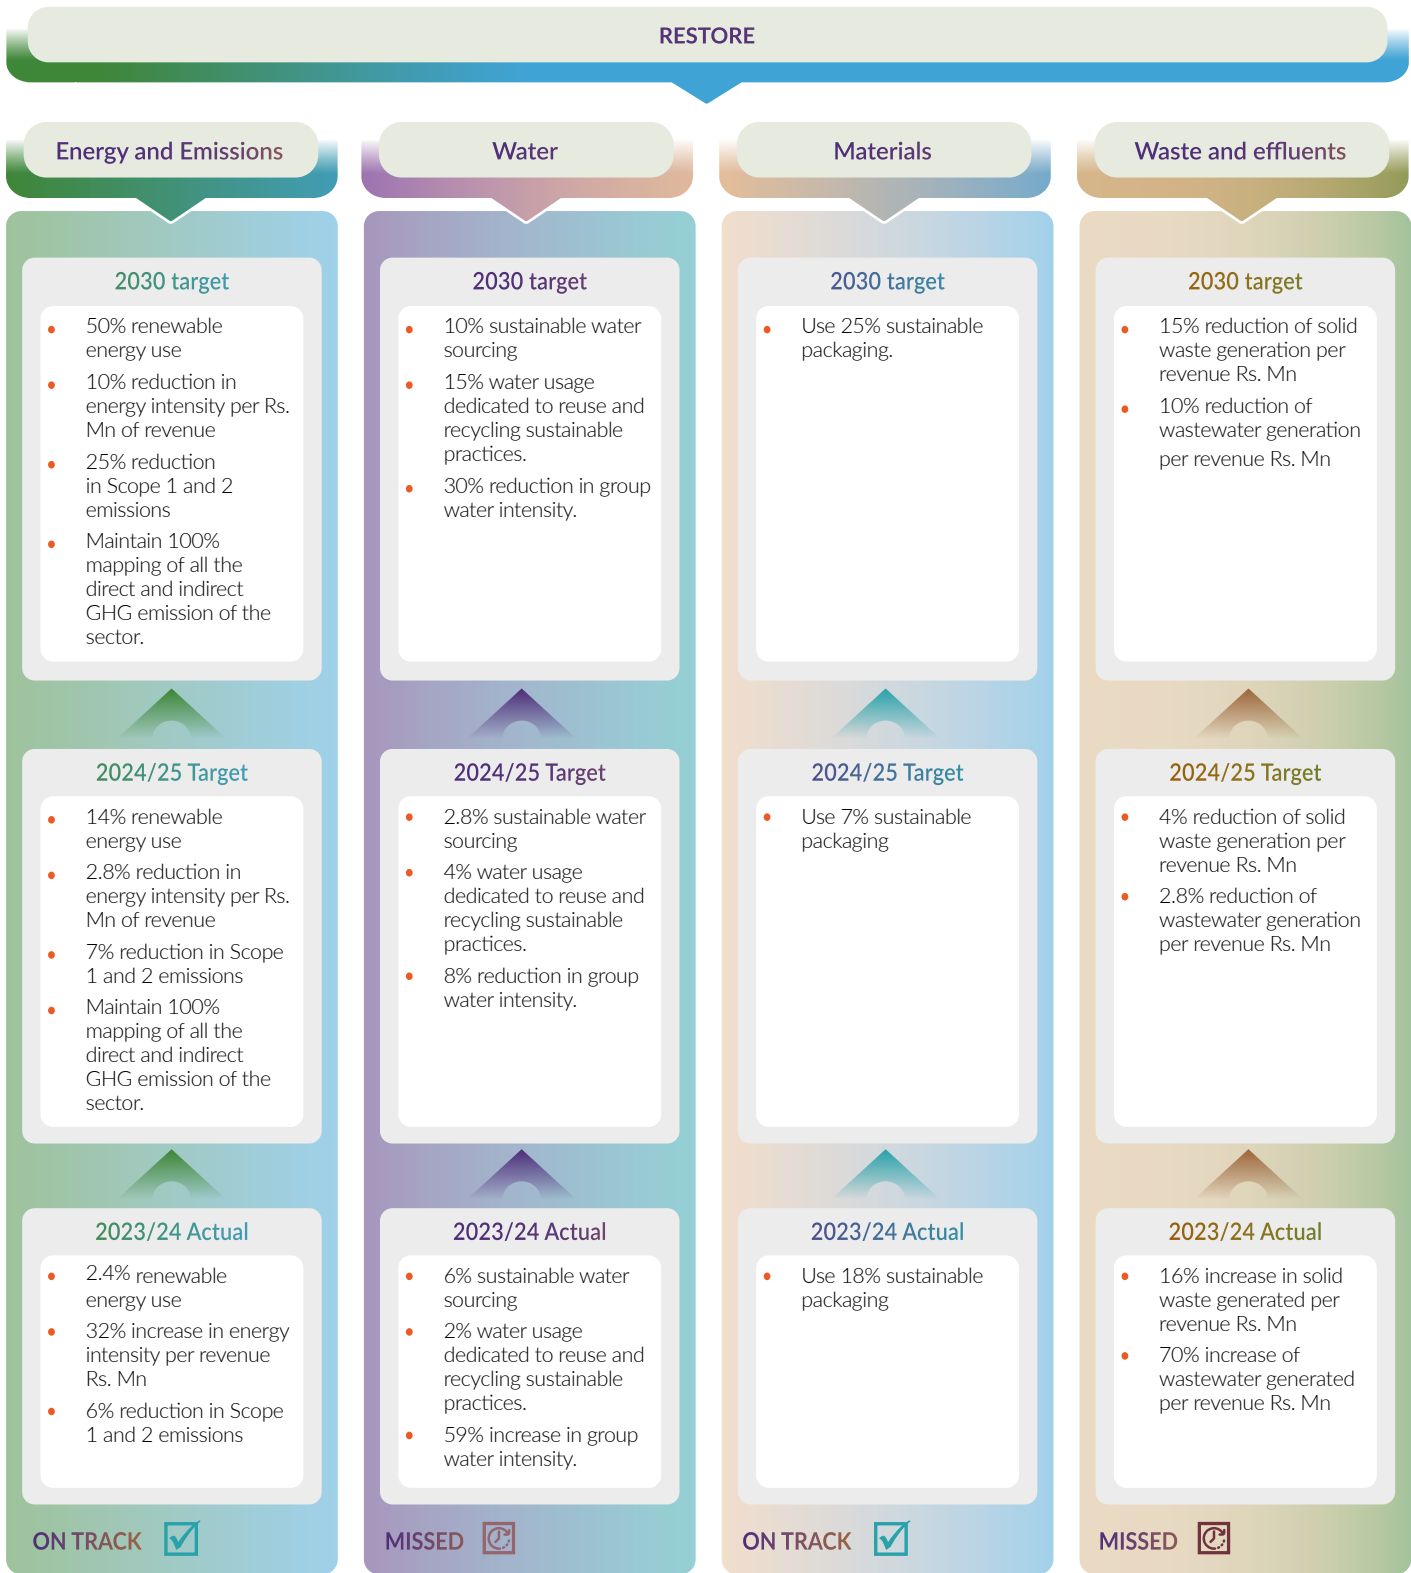 RESTORE
Energy and Emissions
2030 target
50% renewable
energy use
10% reduction in
energy intensity per Rs.
Mn of revenue
25% reduction
in Scope 1 and 2
emissions
Maintain 100%
mapping of all the
direct and indirect
GHG emission of the
sector.
2024/25 Target
14% renewable
energy use
2.8% reduction in
energy intensity per Rs.
Mn of revenue
7% reduction in Scope
1 and 2 emissions
Maintain 100%
mapping of all the
direct and indirect
GHG emission of the
sector.
2023/24 Actual
2.4% renewable
energy use
32% increase in energy
intensity per revenue
Rs. Mn
6% reduction in Scope
1 and 2 emissions
ON TRACK
Water
2030 target
10% sustainable water
sourcing
15% water usage
dedicated to reuse and
recycling sustainable
practices.
30% reduction in group
water intensity.
2024/25 Target
2.8% sustainable water
sourcing
4% water usage
dedicated to reuse and
recycling sustainable
practices.
8% reduction in group
water intensity.
2023/24 Actual
6% sustainable water
sourcing
2% water usage
dedicated to reuse and
recycling sustainable
practices.
59% increase in group
water intensity.
MISSED
Materials
2030 target
Use 25% sustainable
packaging.
2024/25 Target
Use 7% sustainable
packaging
2023/24 Actual
Use 18% sustainable
packaging
ON TRACK
Waste and effluents
2030 target
15% reduction of solid
waste generation per
revenue Rs. Mn
10% reduction of
wastewater generation
per revenue Rs. Mn
2024/25 Target
4% reduction of solid
waste generation per
revenue Rs. Mn
2.8% reduction of
wastewater generation
per revenue Rs. Mn
2023/24 Actual
16% increase in solid
waste generated per
revenue Rs. Mn
70% increase of
wastewater generated
per revenue Rs. Mn
MISSED